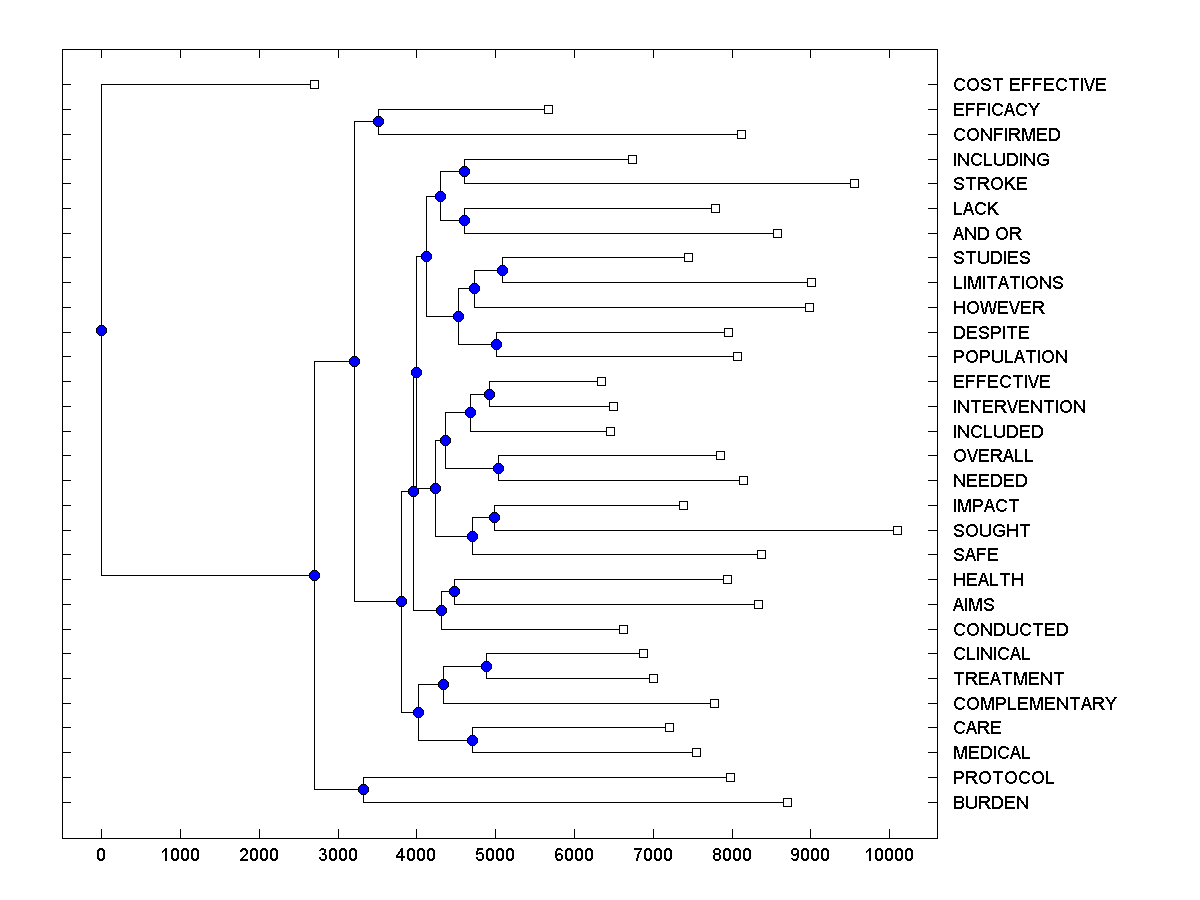 COST EFFECTIVE
EFFICACY
CONFIRMED
INCLUDING
STROKE
LACK
AND OR
STUDIES
LIMITATIONS
HOWEVER
DESPITE
POPULATION
EFFECTIVE
INTERVENTION
INCLUDED
OVERALL
NEEDED
IMPACT
SOUGHT
SAFE
HEALTH
AIMS
CONDUCTED
CLINICAL
TREATMENT
COMPLEMENTARY
CARE
MEDICAL
PROTOCOL
BURDEN
0 1000 2000 3000 4000 5000 6000 7000 8000 9000 10000